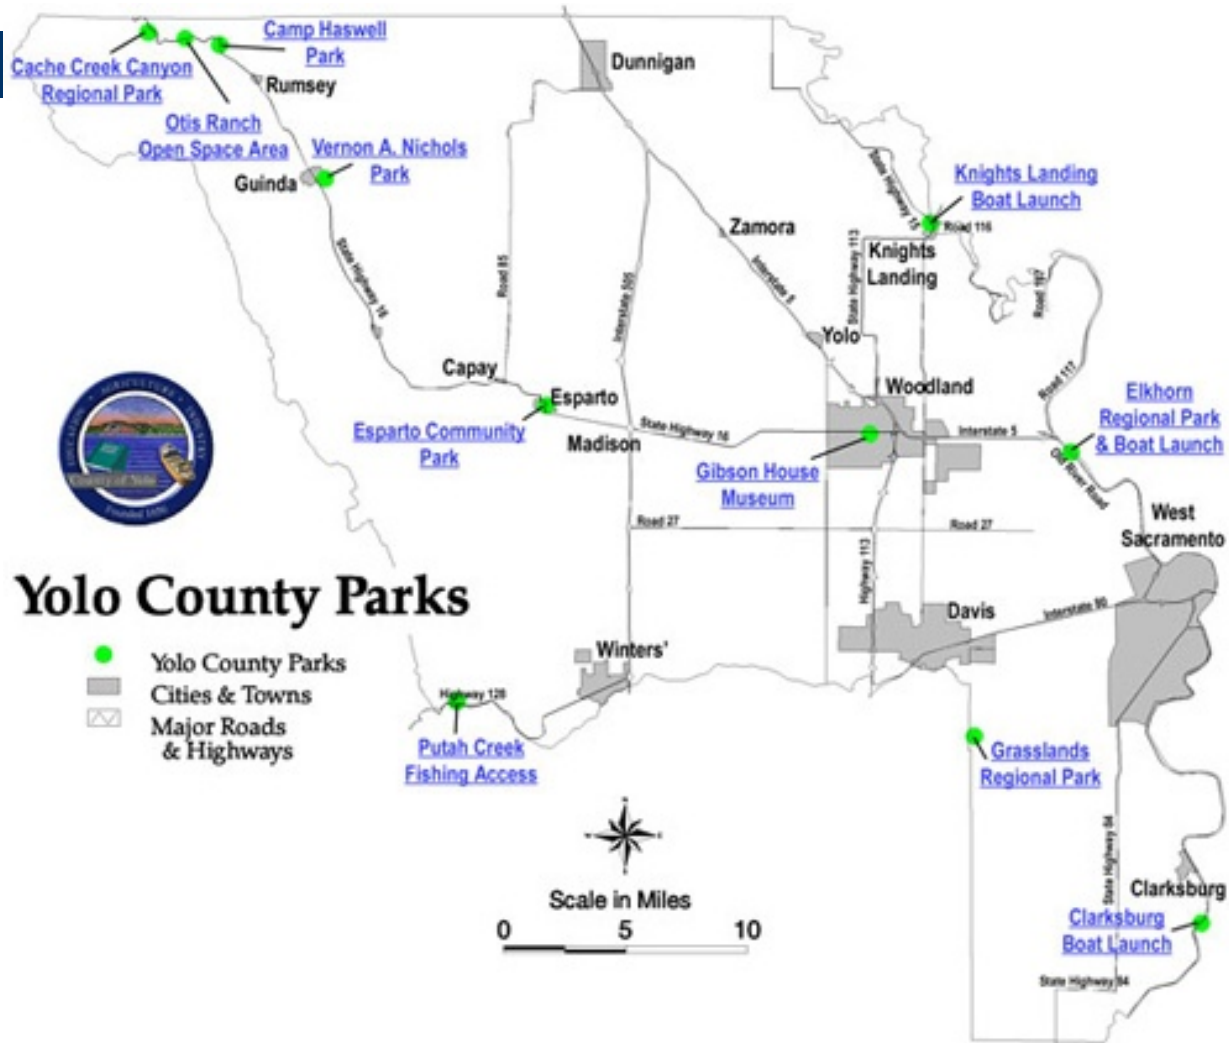 Camp Haswell
Park
Cache Creek Canyon
Regional Park
Rumsey
Otis Ranch
Open Space Area
Vernon A. Nichols
Park
Guinda
Dunnigan
Knights Landing
Boat Launch
State Highway 16
Road 85
Interstate 505
Zamora
Interstate 5
State Highway 113
Road 116
Knights
Landing
Yolo
Road 117
Capay
Esparto
Woodland
Elkhorn
Regional Park
& Boat Launch
Esparto Community
Park
Madison
State Highway 16
Interstate 5
Old River Road
Gibson House
Museum
AGRICULTURE
County of Yolo
Founded 1850
Road 27
Road 27
West
Sacramento
Highway 113
Yolo County Parks
Davis
Interstate 80
Winters'
Yolo County Parks
Cities & Towns
Major Roads
& Highways
Highway 128
Putah Creek
Fishing Access
Grasslands
Regional Park
Scale in Miles
0 5 10
State Highway 84
Clarksburg
Clarksburg
Boat Launch
State Highway 84